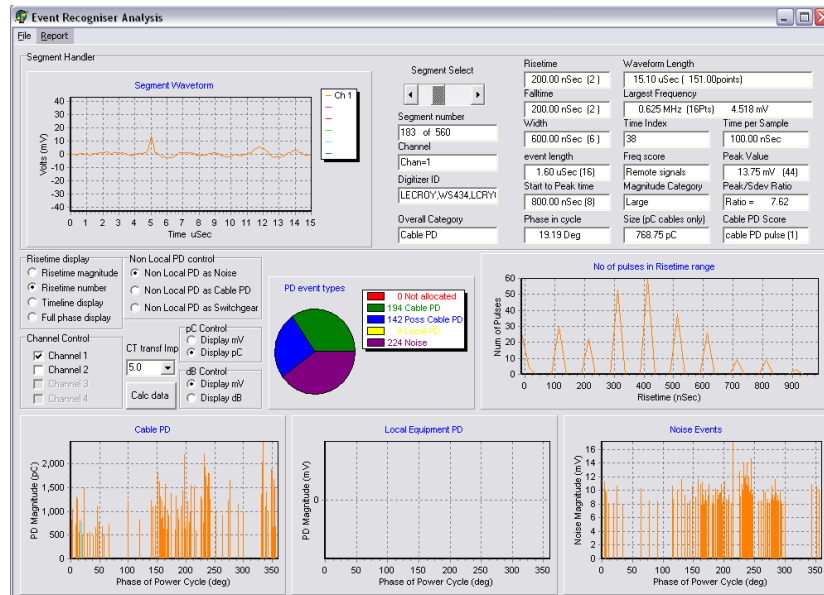 Event Recogniser Analysis
File Report
Segment Handler
Segment Waveform
Volts (mV)
40
30
20
10
0
-10
-20
-30
-40
0 1 2 3 4 5 6 7 8 9 10 11 12 13 14 15
Time uSec
Ch 1
Segment Select
Segment number
183 of 560
Channel
Chan=1
Digitizer ID
LECROY,WS434,LCRY
Overall Category
Cable PD
Risetime
200.00 nSec (2 )
Falltime
200.00 nSec (2 )
Width
600.00 nSec (6 )
event length
1.60 uSec (16)
Start to Peak time
800.00 nSec (8)
Phase in cycle
19.19 Deg
Waveform Length
15.10 uSec ( 151.00points)
Largest Frequency
0.625 MHz (16Pts) 4.518 mV
Time Index
38
Time per Sample
100.00 nSec
Freq score
Remote signals
Peak Value
13.75 mV (44)
Magnitude Category
Large
Peak/Sdev Ratio
Ratio = 7.62
Size (pC cables only)
768.75 pC
Cable PD Score
cable PD pulse (1)
Risetime display
Risetime magnitude
Risetime number
Timeline display
Full phase display
Non Local PD control
Non Local PD as Noise
Non Local PD as Cable PD
Non Local PD as Switchgear
Channel Control
Channel 1
Channel 2
Channel 3
Channel 4
CT transf Imp
5.0
Calc data
pC Control
Display mV
Display pC
dB Control
Display mV
Display dB
PD event types
0 Not allocated
194 Cable PD
142 Poss Cable PD
0 Local PD
224 Noise
No of pulses in Risetime range
Num of Pulses
60
50
40
30
20
10
0
0 100 200 300 400 500 600 700 800 900
Risetime (nSec)
Cable PD
PD Magnitude (pC)
2,000
1,500
1,000
500
0
0 50 100 150 200 250 300 350
Phase of Power Cycle (deg)
Local Equipment PD
PD Magnitude (mV)
0
0 50 100 150 200 250 300 350
Phase of Power Cycle (deg)
Noise Events
Noise Magnitude (mV)
16
14
12
10
8
6
4
2
0
0 50 100 150 200 250 300 350
Phase of Power Cycle (deg)